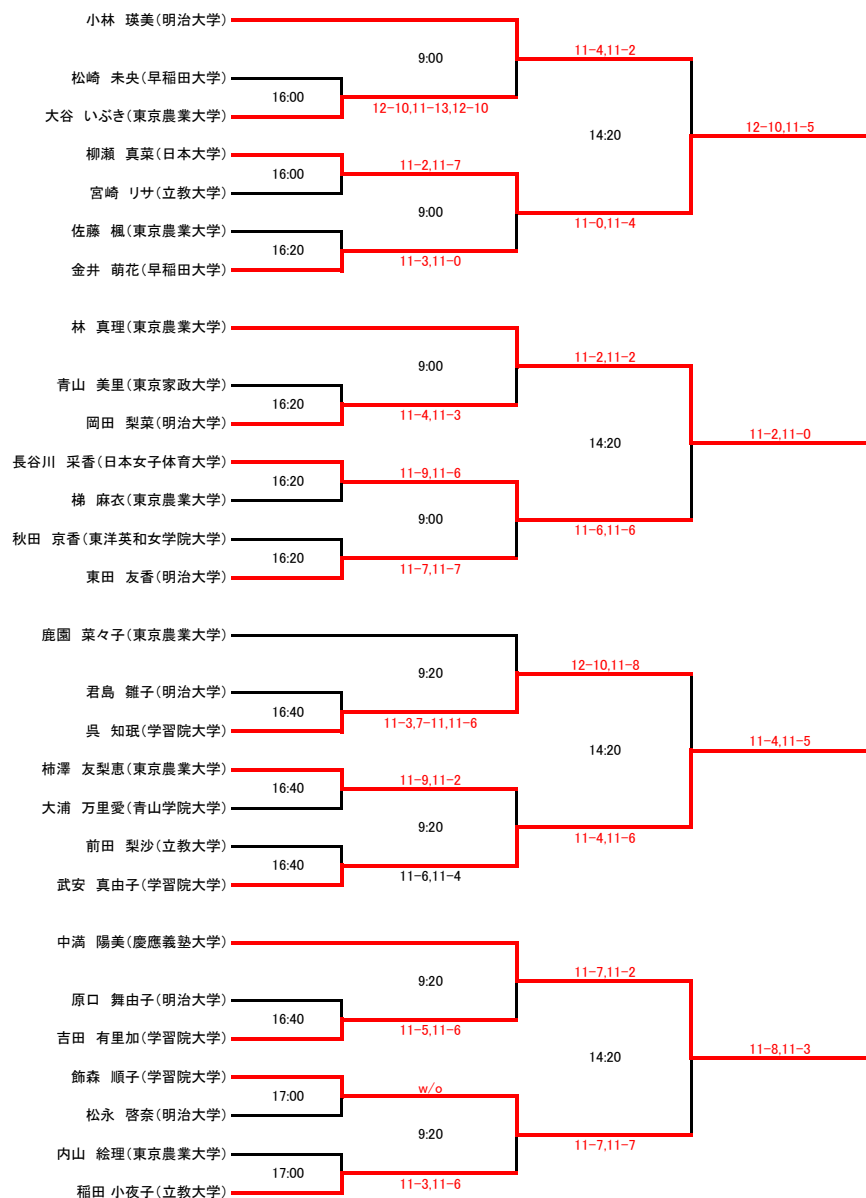 小林 瑛美(明治大学)
11-4,11-2
9:00
松崎 未央(早稲田大学)
16:00
12-10,11-13,12-10
大谷 いぶき(東京農業大学)
12-10,11-5
14:20
柳瀬 真菜(日本大学)
11-2,11-7
16:00
宮崎 リサ(立教大学)
9:00
11-0,11-4
佐藤 楓(東京農業大学)
16:20
11-3,11-0
金井 萌花(早稲田大学)
林 真理(東京農業大学)
11-2,11-2
9:00
青山 美里(東京家政大学)
16:20
11-4,11-3
岡田 梨菜(明治大学)
11-2,11-0
14:20
長谷川 采香(日本女子体育大学)
11-9,11-6
16:20
梯 麻衣(東京農業大学)
9:00
11-6,11-6
秋田 京香(東洋英和女学院大学)
16:20
11-7,11-7
東田 友香(明治大学)
鹿園 菜々子(東京農業大学)
12-10,11-8
9:20
君島 雛子(明治大学)
16:40
11-3,7-11,11-6
呉 知珉(学習院大学)
11-4,11-5
14:20
柿澤 友梨恵(東京農業大学)
11-9,11-2
16:40
大浦 万里愛(青山学院大学)
9:20
11-4,11-6
前田 梨沙(立教大学)
16:40
11-6,11-4
武安 真由子(学習院大学)
中満 陽美(慶應義塾大学)
11-7,11-2
9:20
原口 舞由子(明治大学)
16:40
11-5,11-6
吉田 有里加(学習院大学)
11-8,11-3
14:20
飾森 順子(学習院大学)
w/o
17:00
松永 啓奈(明治大学)
9:20
11-7,11-7
内山 絵理(東京農業大学)
17:00
11-3,11-6
稲田 小夜子(立教大学)